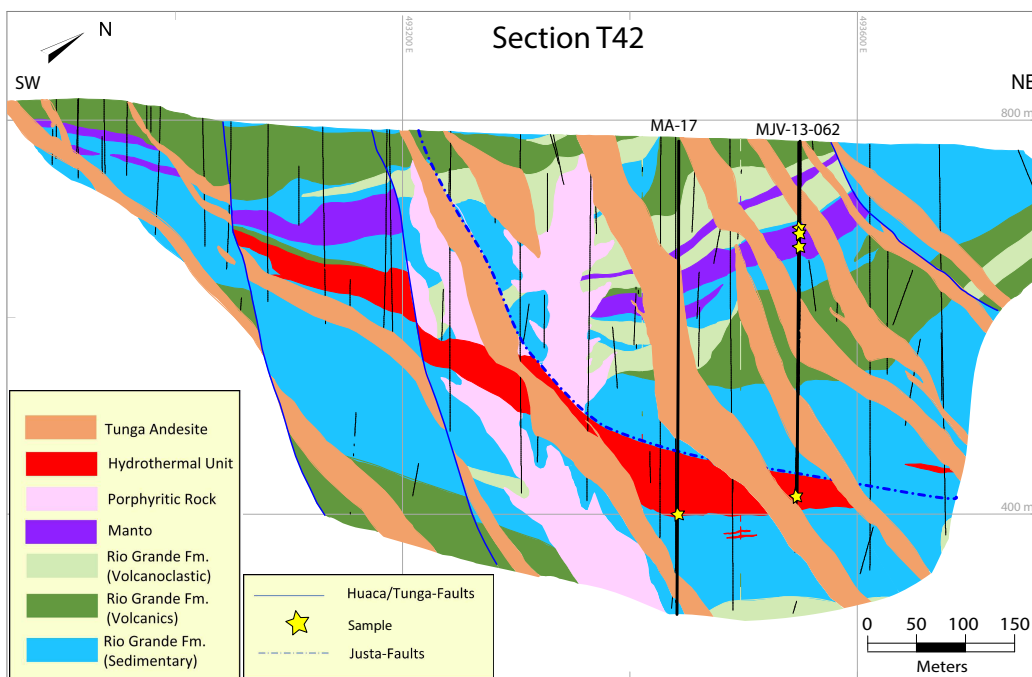 N
Section T42
493200 E
493600 E
SW
NE
MA-17
MJV-13-062
800 m
400 m
Tunga Andesite
Hydrothermal Unit
Porphyritic Rock
Manto
Rio Grande Fm.
(Volcanoclastic)
Rio Grande Fm.
(Volcanics)
Rio Grande Fm.
(Sedimentary)
Huaca/Tunga-Faults
Sample
Justa-Faults
0 50 100 150
Meters